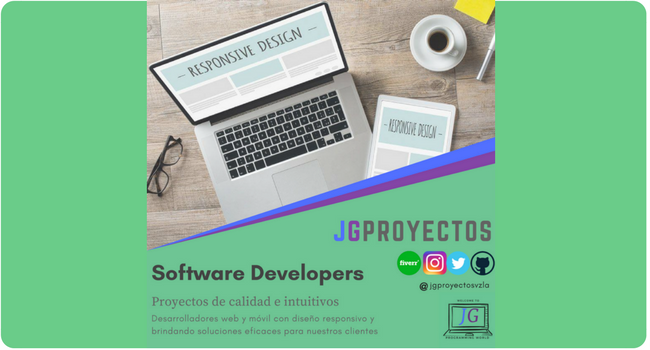 - RESPONSIVE DESIGN -
- RESPONSIVE DESIGN -
JGPROYECTOS
fiverr
@jgproyectosvzla
Software Developers
Proyectos de calidad e intuitivos
Desarrolladores web y móvil con diseño responsivo y
brindando soluciones eficaces para nuestros clientes
WELCOME TO
JG
PROGRAMMING WORLD